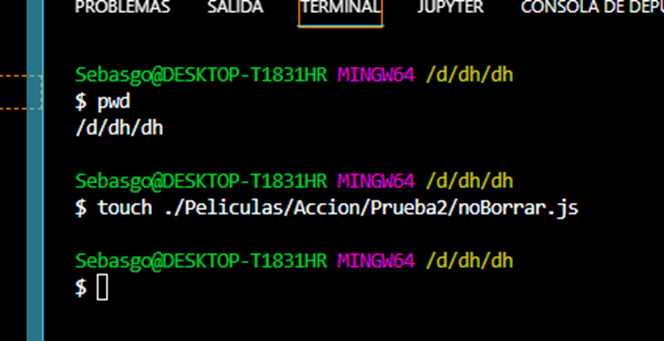 PROBLEMAS SALIDA TERMINAL JUPYTER CONSOLA DE DEPU
Sebasgo@DESKTOP-T1831HR MINGW64 /d/dh/dh
$ pwd
/d/dh/dh
Sebasgo@DESKTOP-T1831HR MINGW64 /d/dh/dh
$ touch ./Peliculas/Accion/Prueba2/noBorrar.js
Sebasgo@DESKTOP-T1831HR MINGW64 /d/dh/dh
$